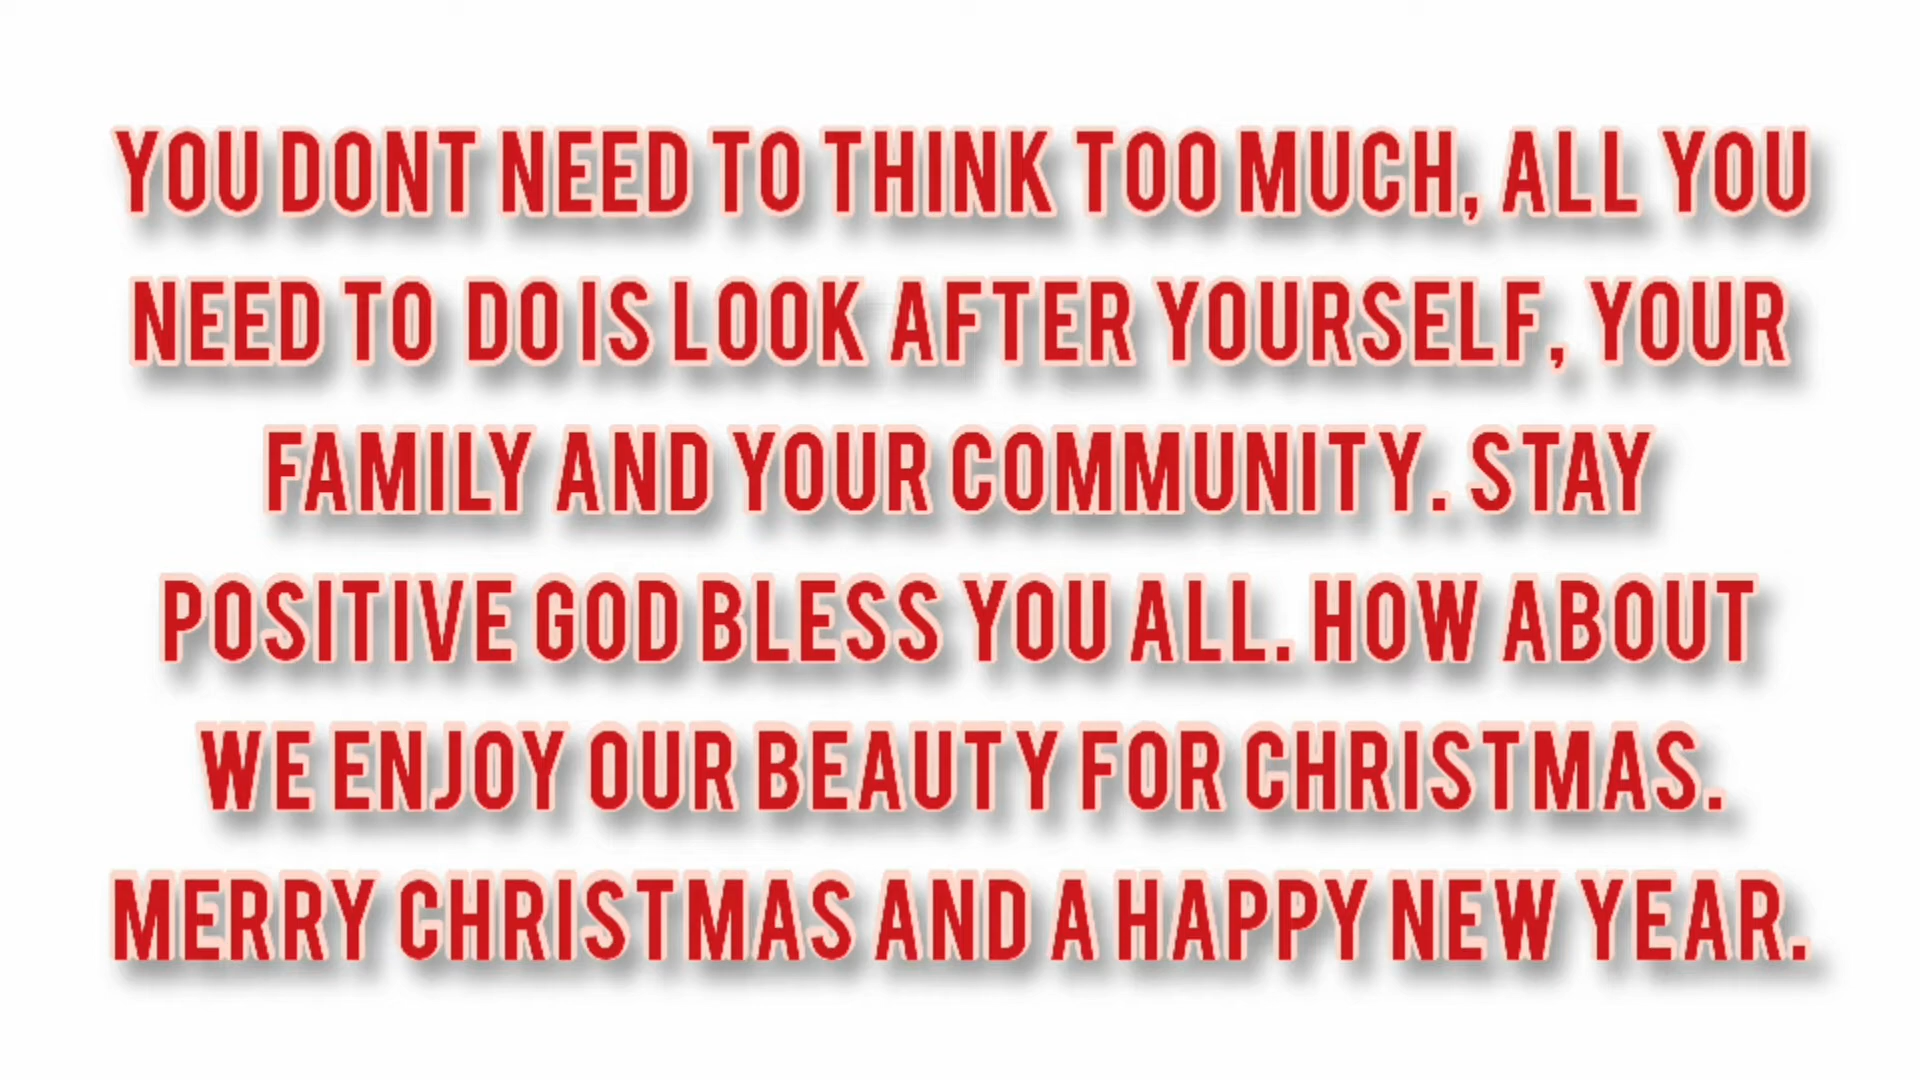 YOU DONT NEED TO THINK TOO MUCH, ALL YOU
NEED TO DO IS LOOK AFTER YOURSELF, YOUR
FAMILY AND YOUR COMMUNITY. STAY
POSITIVE GOD BLESS YOU ALL. HOW ABOUT
WE ENJOY OUR BEAUTY FOR CHRISTMAS.
MERRY CHRISTMAS AND A HAPPY NEW YEAR.